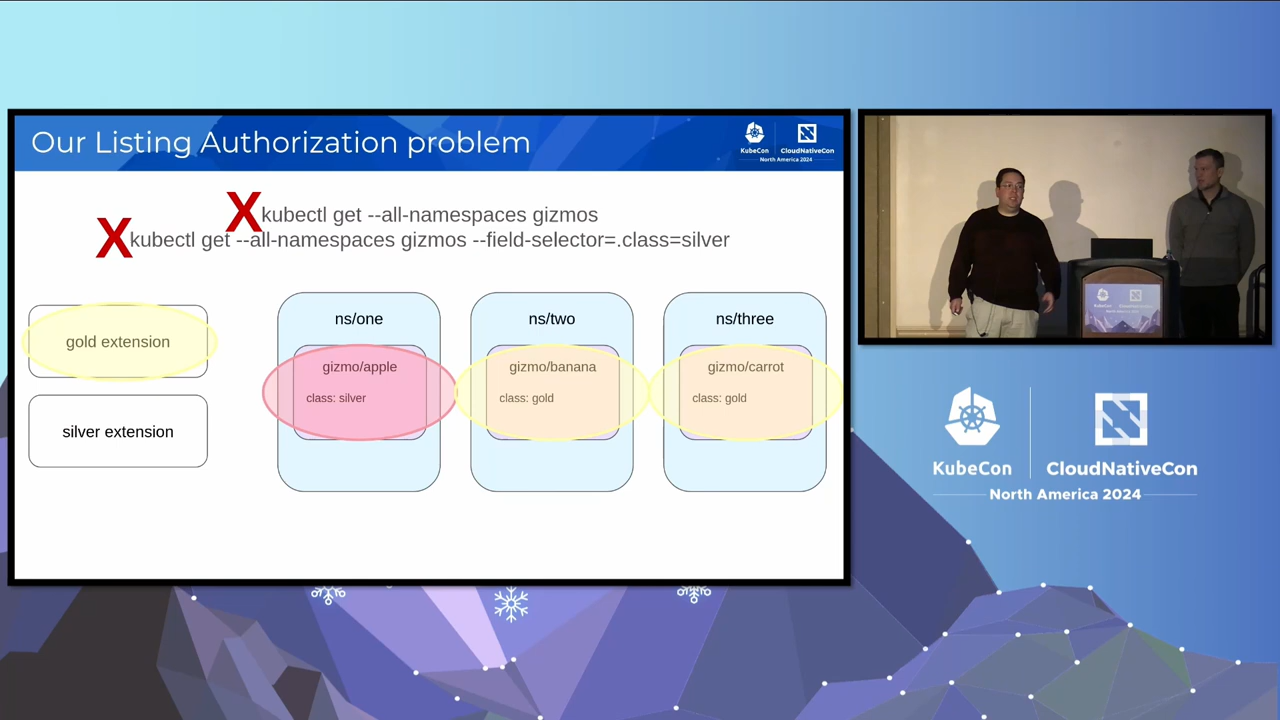 Our Listing Authorization problem
KubeCon
CloudNativeCon
North America 2024
X kubectl get --all-namespaces gizmos
X kubectl get --all-namespaces gizmos --field-selector=.class=silver
gold extension
silver extension
ns/one
gizmo/apple
class: silver
ns/two
gizmo/banana
class: gold
ns/three
gizmo/carrot
class: gold
KubeCon
CloudNativeCon
North America 2024